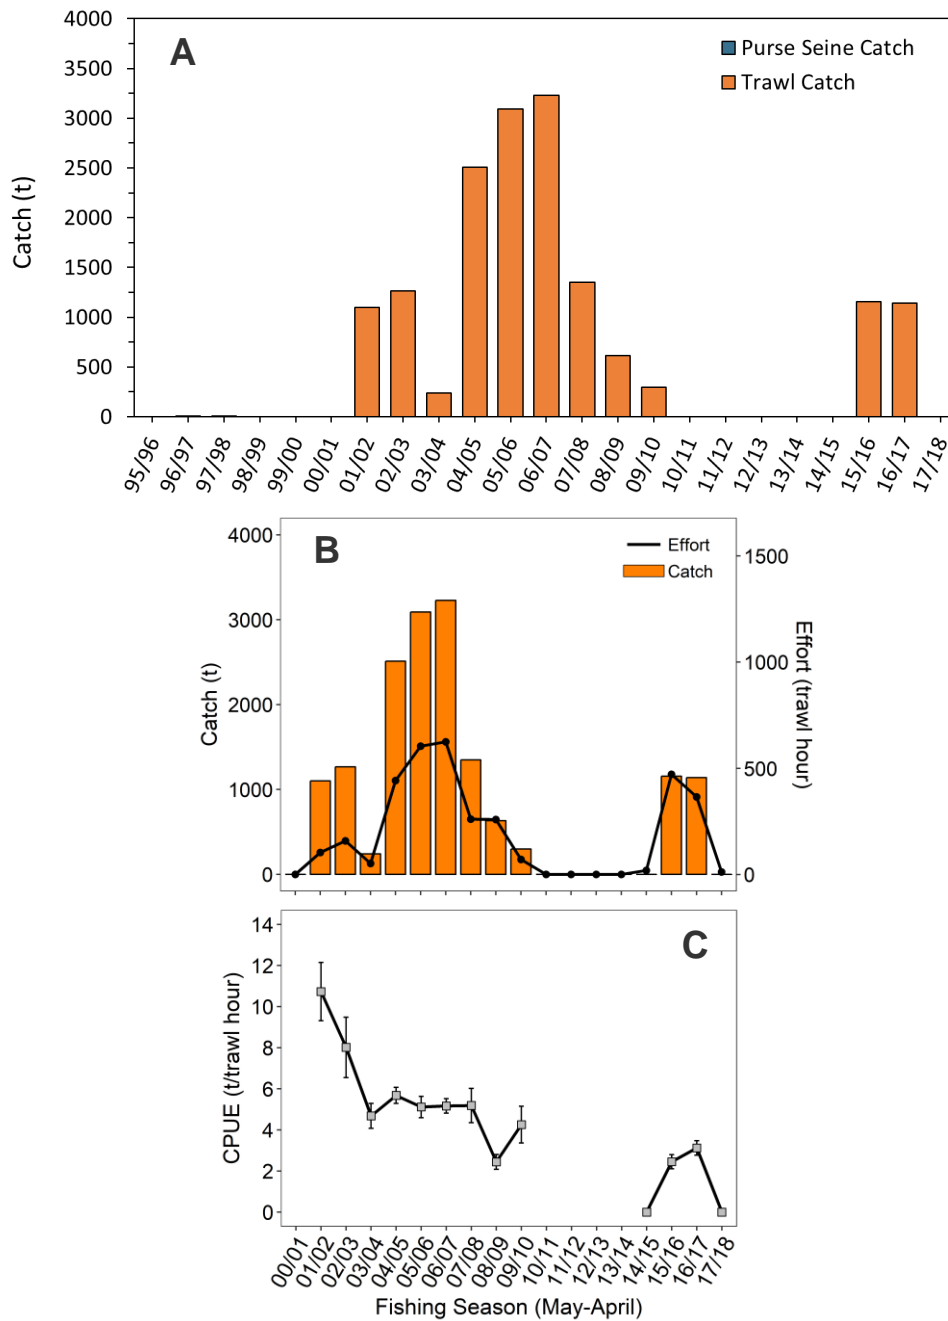 A
Purse Seine Catch
Trawl Catch
Catch (t)
4000
3500
3000
2500
2000
1500
1000
500
0
95/96 96/97 97/98 98/99 99/00 00/01 01/02 02/03 03/04 04/05 05/06 06/07 07/08 08/09 09/10 10/11 11/12 12/13 13/14 14/15 15/16 16/17 17/18
B
Effort
Catch
Catch (t)
4000
3000
2000
1000
0
1500
1000
500
0
Effort (trawl hour)
C
CPUE (t/trawl hour)
14
12
10
8
6
4
2
0
00/01 01/02 02/03 03/04 04/05 05/06 06/07 07/08 08/09 09/10 10/11 11/12 12/13 13/14 14/15 15/16 16/17 17/18
Fishing Season (May-April)